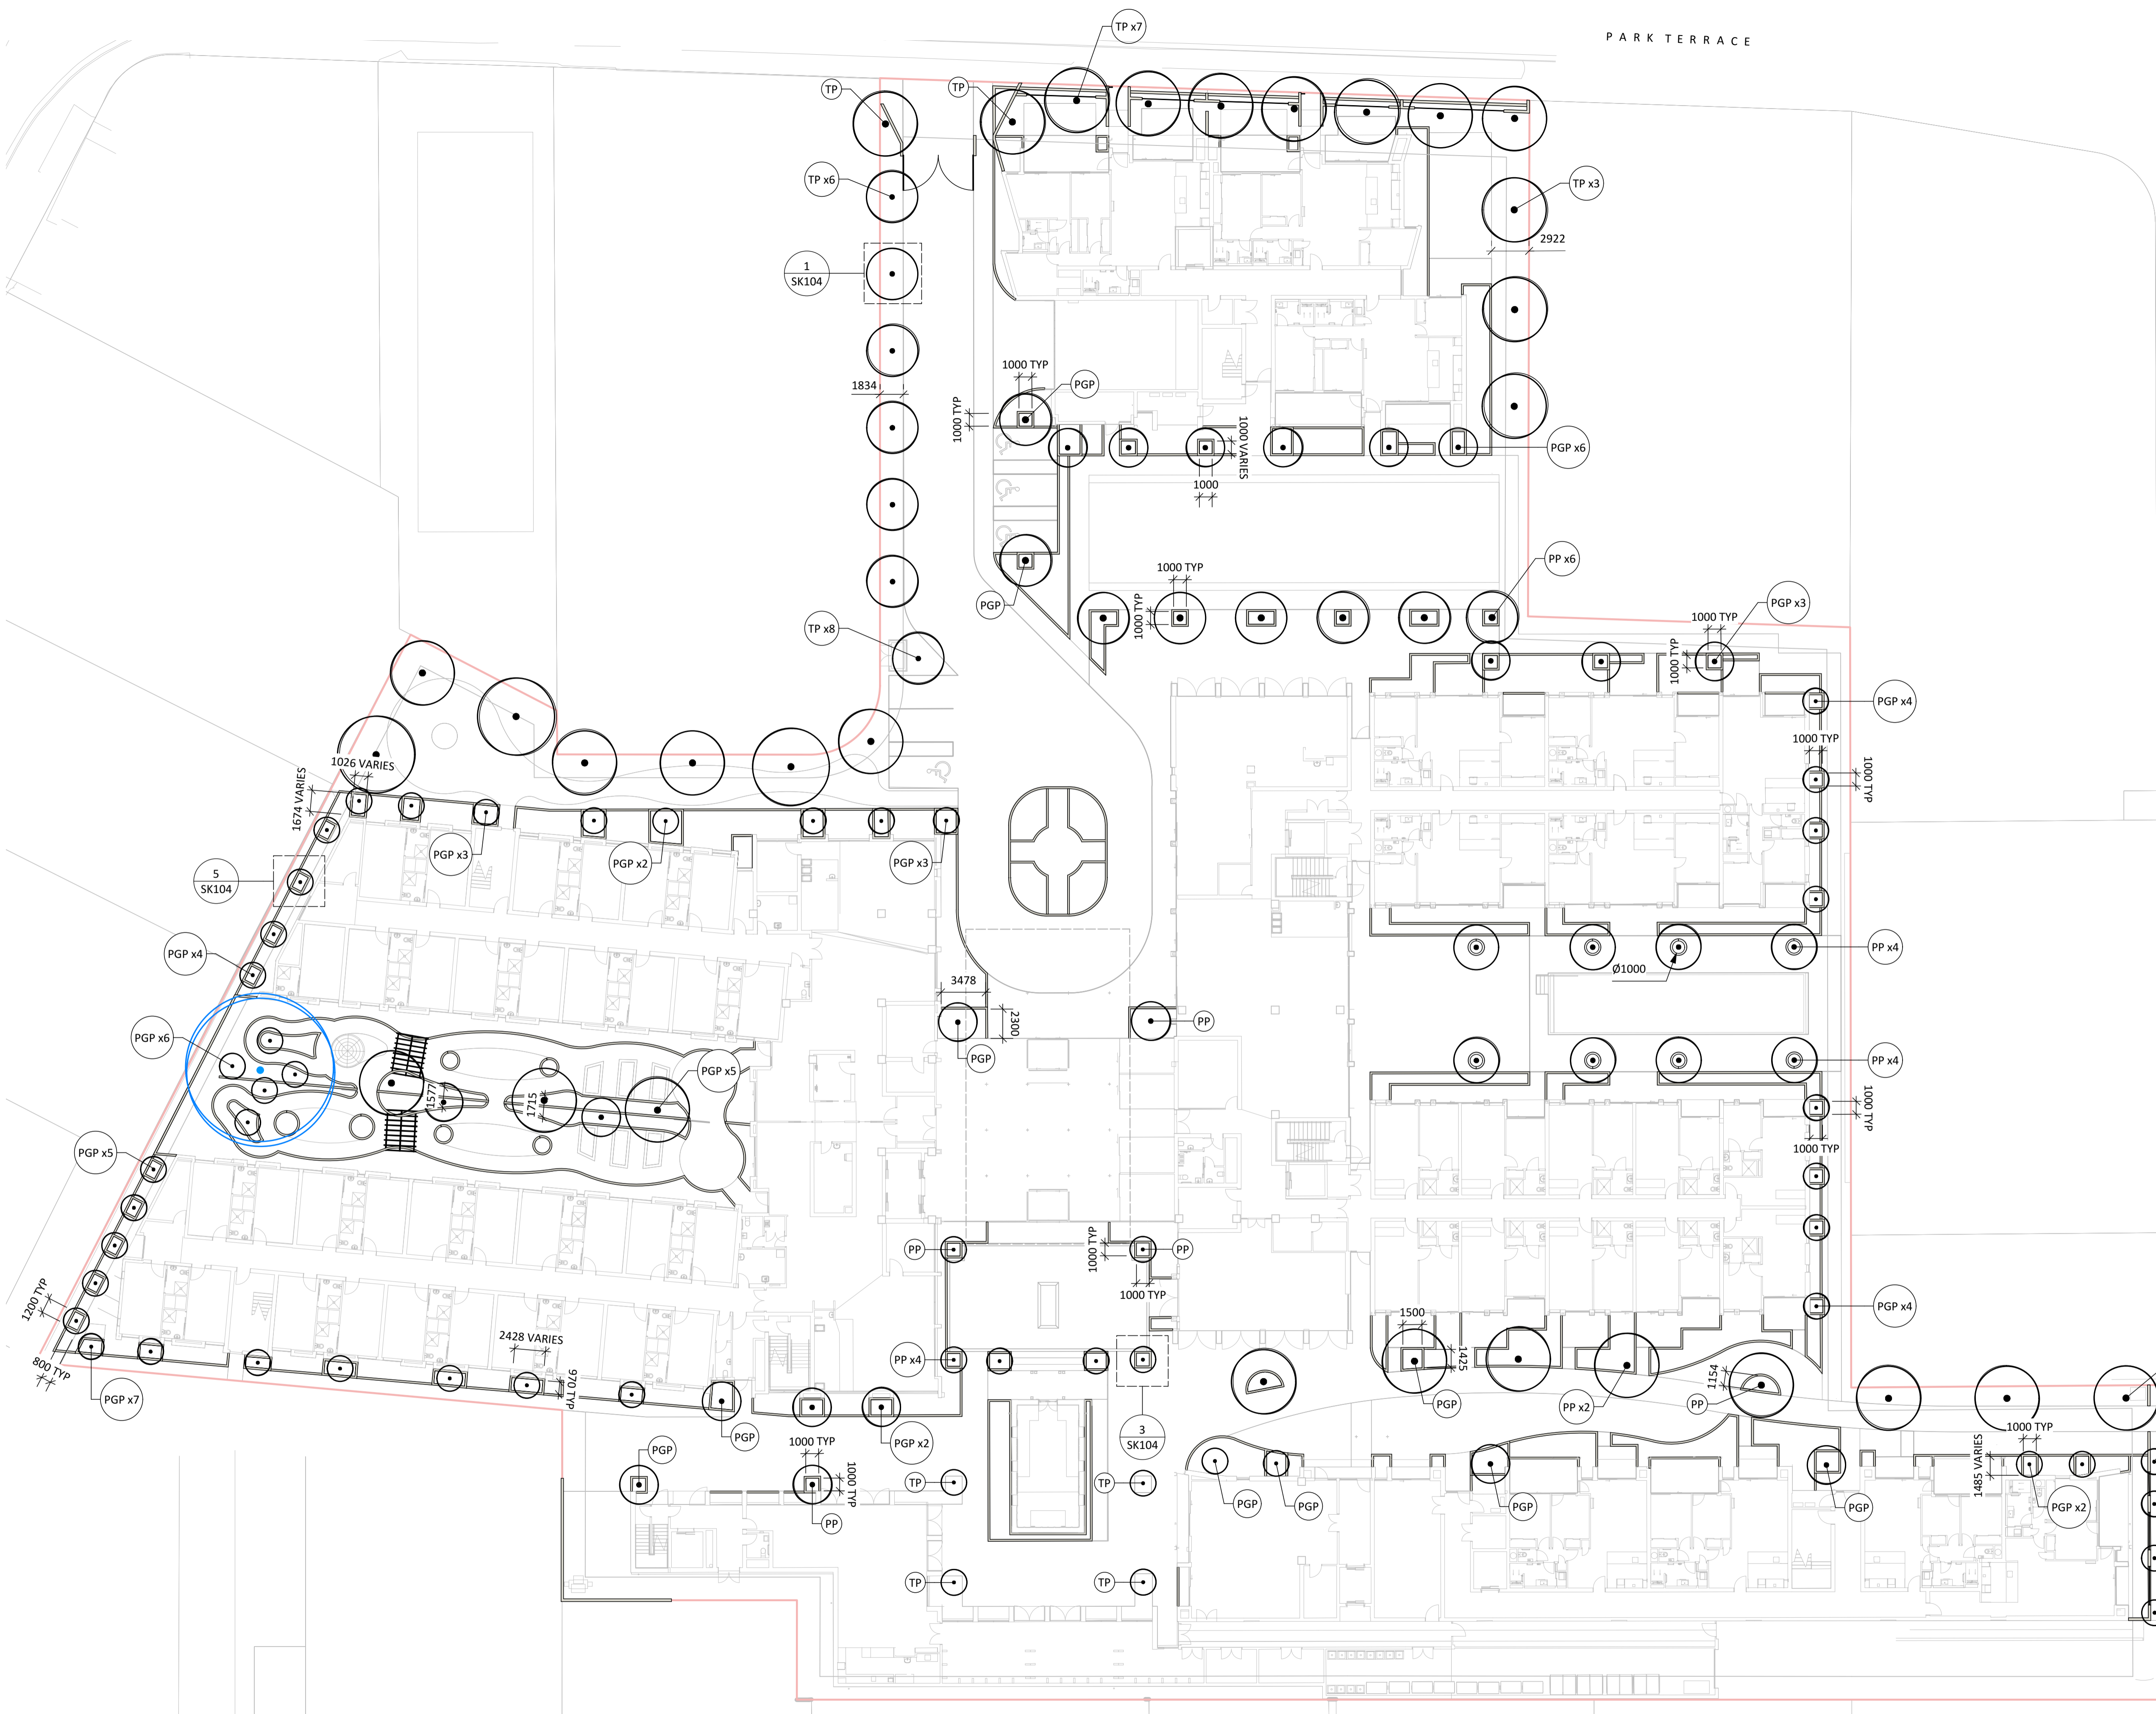 TP x7
PARK TERRACE
TP
TP
TP x6
TP x3
2922
1
SK104
1000 TYP
PGP
1834
1000 TYP
1000 VARIES
PGP x6
1000
PP x6
1000 TYP
PGP
1000 TYP
PGP x3
1000 TYP
TP x8
1000 TYP
PGP x4
1000 TYP
1000 TYP
1026 VARIES
1674 VARIES
PGP x3
PGP x2
PGP x3
5
SK104
PGP x4
PP x4
Ø1000
3478
2300
PP
PGP
PGP x6
PGP x5
1577
1715
PP x4
1000 TYP
1000 TYP
PGP x5
PP
1000 TYP
PP
1000 TYP
1200 TYP
PGP x4
2428 VARIES
970 TYP
800 TYP
PGP x7
PP x4
1500
1425
1154
3
SK104
PGP
PP x2
PP
PGP
PGP x2
1000 TYP
1000 TYP
PGP
PP
TP
TP
PGP
PGP
PGP
PGP
1000 TYP
1485 VARIES
PGP x2
TP
TP